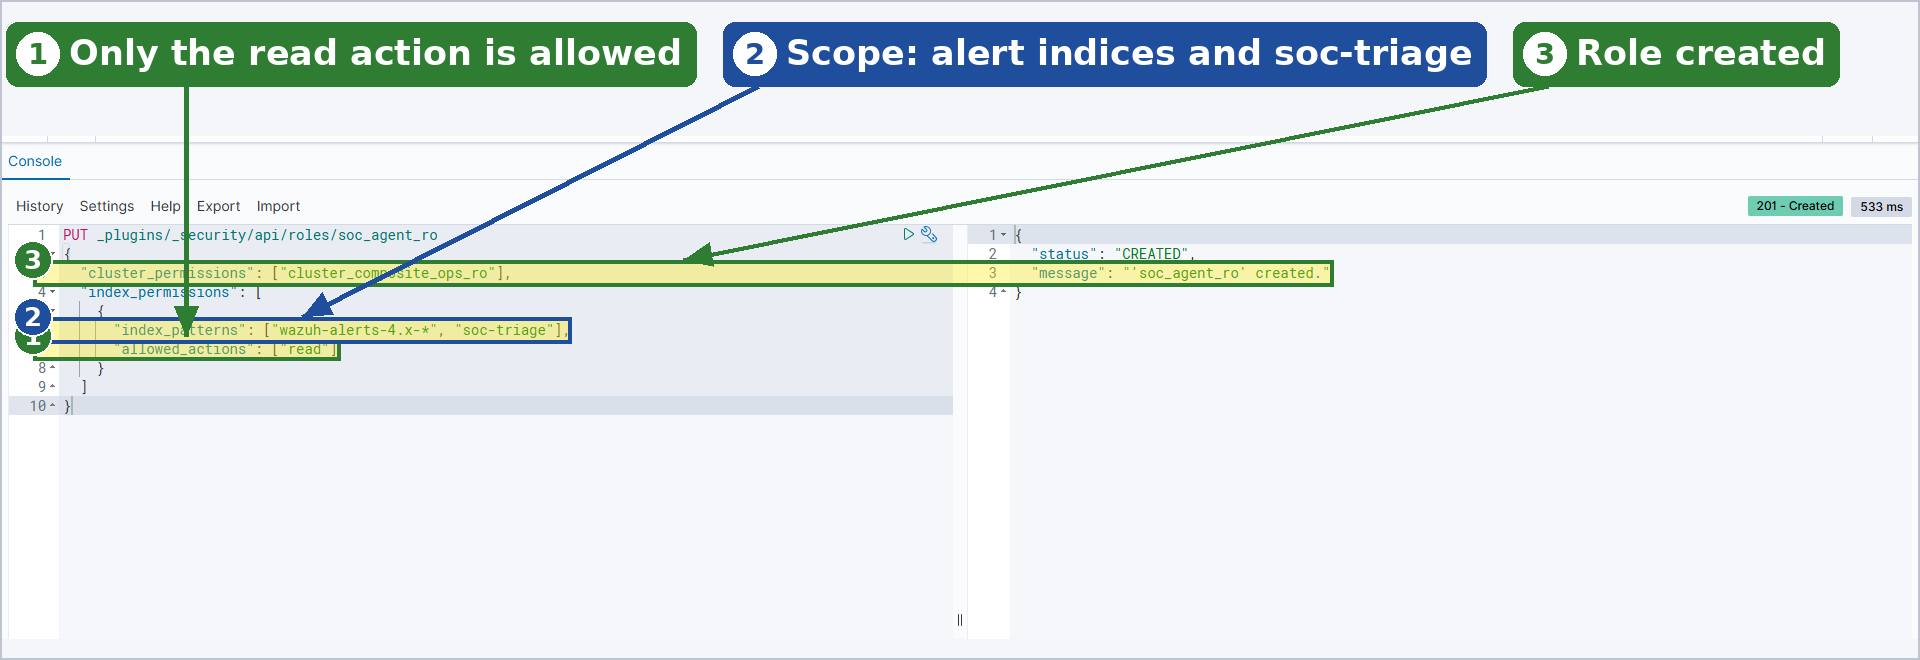 1 Only the read action is allowed
2 Scope: alert indices and soc-triage
3 Role created
Console
History Settings Help Export Import
201 - Created 533 ms
1 PUT _plugins/_security/api/roles/soc_agent_ro
{
3 "cluster_permissions": ["cluster_composite_ops_ro"],
4 "index_permissions": [
{
2 "index_patterns": ["wazuh-alerts-4.x-*", "soc-triage"],
1 "allowed_actions": ["read"]
8 }
9 ]
10 }
1 {
2 "status": "CREATED",
3 "message": "'soc_agent_ro' created."
4 }